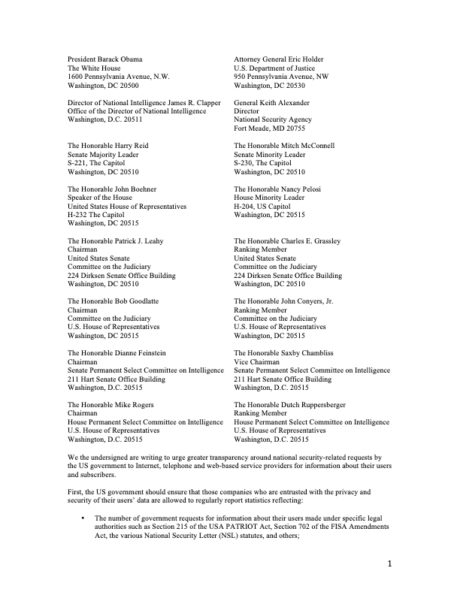 President Barack Obama
The White House
1600 Pennsylvania Avenue, N.W.
Washington, DC 20500
Attorney General Eric Holder
U.S. Department of Justice
950 Pennsylvania Avenue, NW
Washington, DC 20530
Director of National Intelligence James R. Clapper
Office of the Director of National Intelligence
Washington, D.C. 20511
General Keith Alexander
Director
National Security Agency
Fort Meade, MD 20755
The Honorable Harry Reid
Senate Majority Leader
S-221, The Capitol
Washington, DC 20510
The Honorable Mitch McConnell
Senate Minority Leader
S-230, The Capitol
Washington, DC 20510
The Honorable John Boehner
Speaker of the House
United States House of Representatives
H-232 The Capitol
Washington, DC 20515
The Honorable Nancy Pelosi
House Minority Leader
H-204, US Capitol
Washington, DC 20515
The Honorable Patrick J. Leahy
Chairman
United States Senate
Committee on the Judiciary
224 Dirksen Senate Office Building
Washington, DC 20510
The Honorable Charles E. Grassley
Ranking Member
United States Senate
Committee on the Judiciary
224 Dirksen Senate Office Building
Washington, DC 20510
The Honorable Bob Goodlatte
Chairman
Committee on the Judiciary
U.S. House of Representatives
Washington, DC 20515
The Honorable John Conyers, Jr.
Ranking Member
Committee on the Judiciary
U.S. House of Representatives
Washington, DC 20515
The Honorable Dianne Feinstein
Chairman
Senate Permanent Select Committee on Intelligence
211 Hart Senate Office Building
Washington, D.C. 20515
The Honorable Saxby Chambliss
Vice Chairman
Senate Permanent Select Committee on Intelligence
211 Hart Senate Office Building
Washington, D.C. 20515
The Honorable Mike Rogers
Chairman
House Permanent Select Committee on Intelligence
U.S. House of Representatives
Washington, D.C. 20515
The Honorable Dutch Ruppersberger
Ranking Member
House Permanent Select Committee on Intelligence
U.S. House of Representatives
Washington, D.C. 20515
We the undersigned are writing to urge greater transparency around national security-related requests by
the US government to Internet, telephone and web-based service providers for information about their users
and subscribers.
First, the US government should ensure that those companies who are entrusted with the privacy and
security of their users' data are allowed to regularly report statistics reflecting:
• The number of government requests for information about their users made under specific legal
authorities such as Section 215 of the USA PATRIOT Act, Section 702 of the FISA Amendments
Act, the various National Security Letter (NSL) statutes, and others;
1